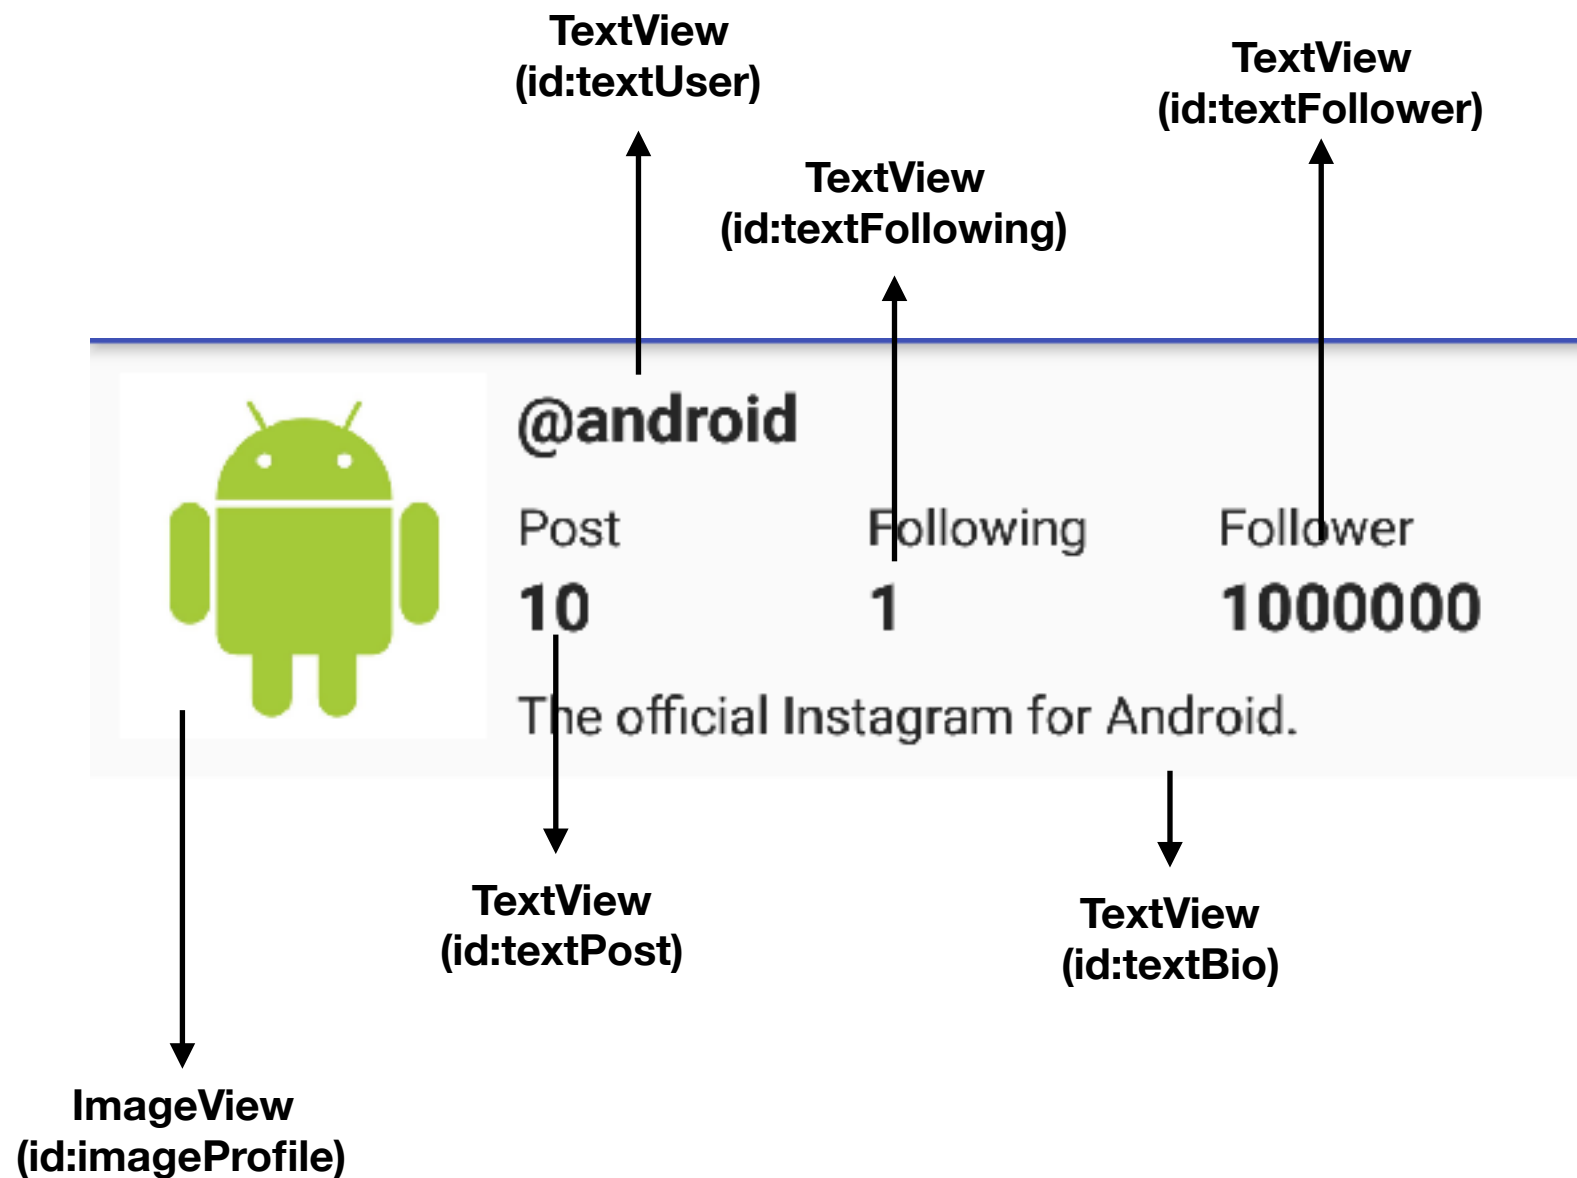 TextView
(id:textUser)
TextView
(id:textFollower)
TextView
(id:textFollowing)
@android
Post Following Follower
10 1 1000000
The official Instagram for Android.
TextView
(id:textPost)
TextView
(id:textBio)
ImageView
(id:imageProfile)